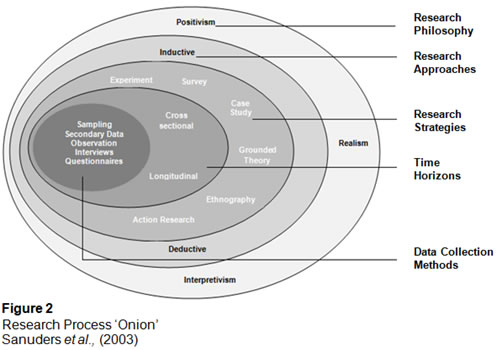 Positivism
Research
Philosophy
Inductive
Research
Approaches
Experiment
Survey
Case
Study
Research
Strategies
Sampling
Secondary Data
Observation
Interviews
Questionnaires
Cross
sectional
Grounded
Theory
Realism
Time
Horizons
Longitudinal
Ethnography
Action Research
Deductive
Data Collection
Methods
Interpretivism
Figure 2
Research Process ‘Onion’
Sanuders et al., (2003)